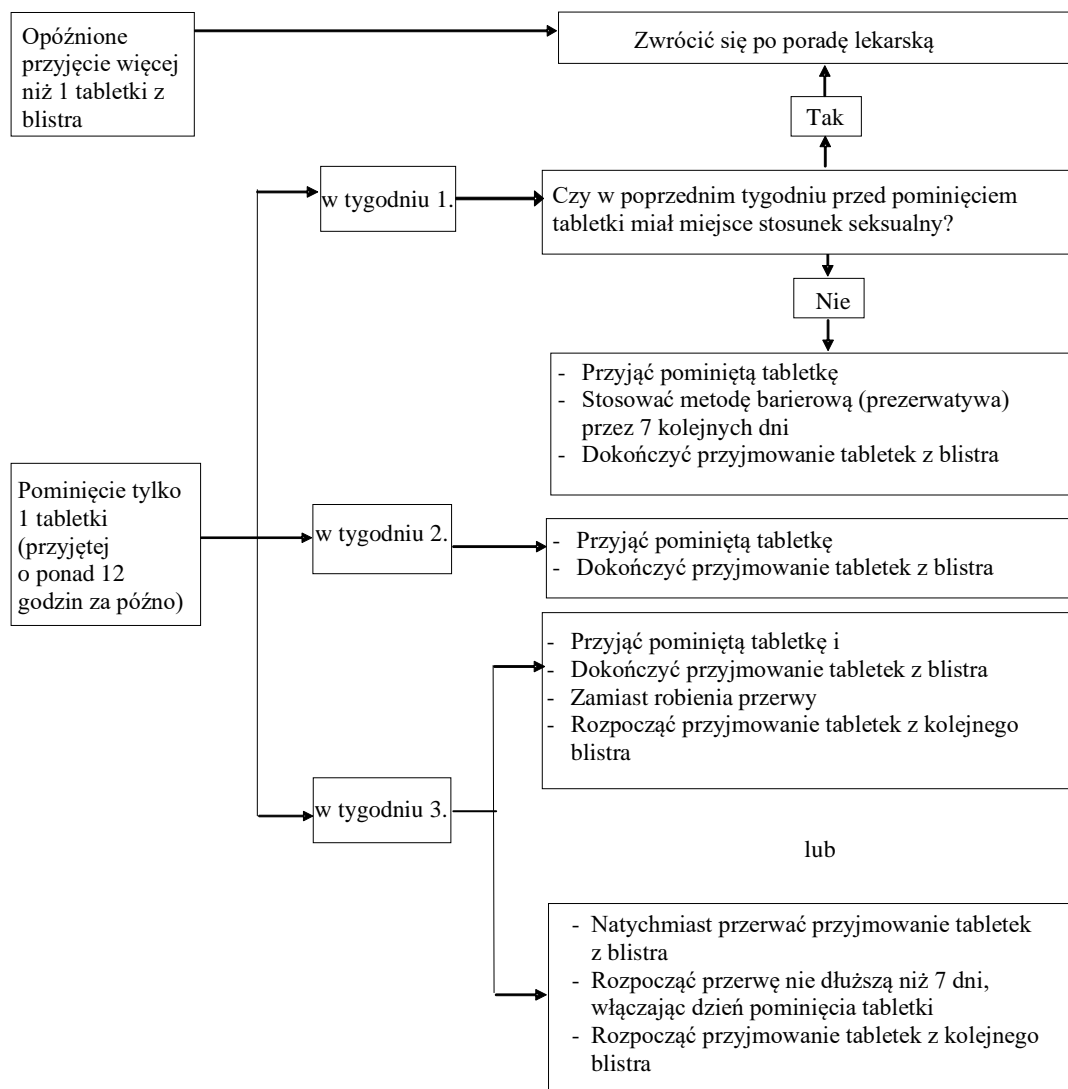 Opóźnione
przyjęcie więcej
niż 1 tabletki z
blistra
Zwrócić się po poradę lekarską
Tak
w tygodniu 1.
Czy w poprzednim tygodniu przed pominięciem
tabletki miał miejsce stosunek seksualny?
Nie
- Przyjąć pominiętą tabletkę
- Stosować metodę barierową (prezerwatywa)
przez 7 kolejnych dni
- Dokończyć przyjmowanie tabletek z blistra
Pominięcie tylko
1 tabletki
(przyjętej
o ponad 12
godzin za późno)
w tygodniu 2.
- Przyjąć pominiętą tabletkę
- Dokończyć przyjmowanie tabletek z blistra
- Przyjąć pominiętą tabletkę i
- Dokończyć przyjmowanie tabletek z blistra
- Zamiast robienia przerwy
- Rozpocząć przyjmowanie tabletek z kolejnego
blistra
w tygodniu 3.
lub
- Natychmiast przerwać przyjmowanie tabletek
z blistra
- Rozpocząć przerwę nie dłuższą niż 7 dni,
włączając dzień pominięcia tabletki
- Rozpocząć przyjmowanie tabletek z kolejnego
blistra